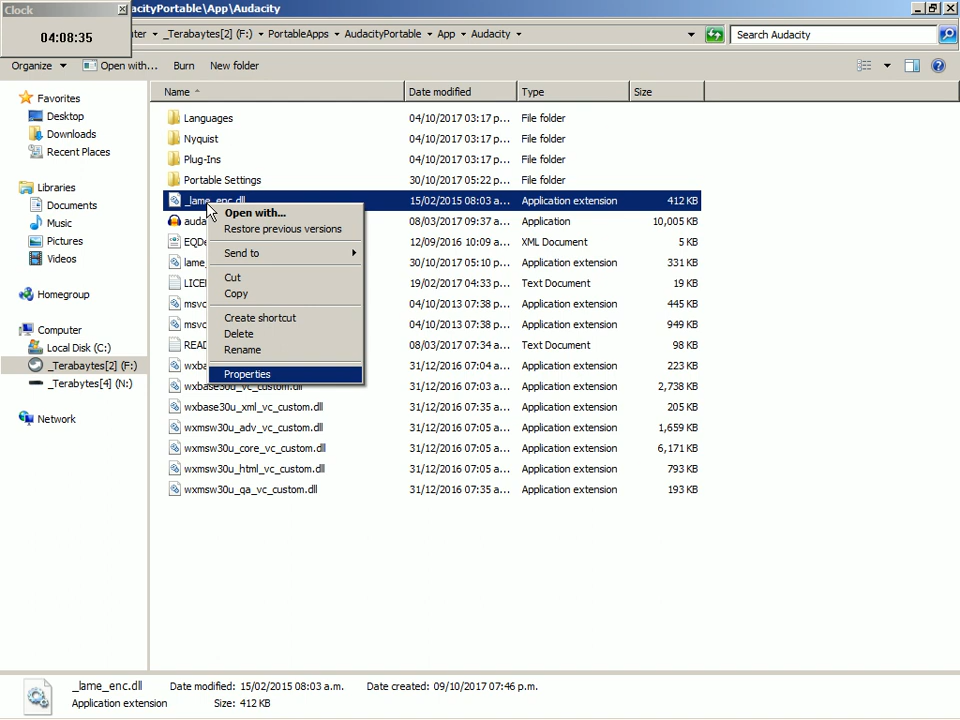 Clock
04:08:35
acityPortable\App\Audacity
ter _Terabaytes[2] (F:) PortableApps AudacityPortable App Audacity
Search Audacity
Organize Open with... Burn New folder
Name Date modified Type Size
Favorites
Desktop
Downloads
Recent Places
Libraries
Documents
Music
Pictures
Videos
Homegroup
Computer
Local Disk (C:)
_Terabaytes[2] (F:)
_Terabytes[4] (N:)
Network
Languages 04/10/2017 03:17 p... File folder
Nyquist 04/10/2017 03:17 p... File folder
Plug-Ins 04/10/2017 03:17 p... File folder
Portable Settings 30/10/2017 05:22 p... File folder
_lame_enc.dll 15/02/2015 08:03 a... Application extension 412 KB
auda 08/03/2017 09:37 a... Application 10,005 KB
EQDe 12/09/2016 10:09 a... XML Document 5 KB
lame_ 30/10/2017 05:10 p... Application extension 331 KB
LICE 19/02/2017 04:33 p... Text Document 19 KB
msvc 04/10/2013 07:38 p... Application extension 445 KB
msvc 04/10/2013 07:38 p... Application extension 949 KB
READ 08/03/2017 07:34 p... Text Document 98 KB
wxba 31/12/2016 07:04 a... Application extension 223 KB
wxbase30u_vc_custom.dll 31/12/2016 07:03 a... Application extension 2,738 KB
wxbase30u_xml_vc_custom.dll 31/12/2016 07:35 a... Application extension 205 KB
wxmsw30u_adv_vc_custom.dll 31/12/2016 07:05 a... Application extension 1,659 KB
wxmsw30u_core_vc_custom.dll 31/12/2016 07:05 a... Application extension 6,171 KB
wxmsw30u_html_vc_custom.dll 31/12/2016 07:05 a... Application extension 793 KB
wxmsw30u_qa_vc_custom.dll 31/12/2016 07:35 a... Application extension 193 KB
Open with...
Restore previous versions
Send to
Cut
Copy
Create shortcut
Delete
Rename
Properties
_lame_enc.dll Date modified: 15/02/2015 08:03 a.m. Date created: 09/10/2017 07:46 p.m.
Application extension Size: 412 KB